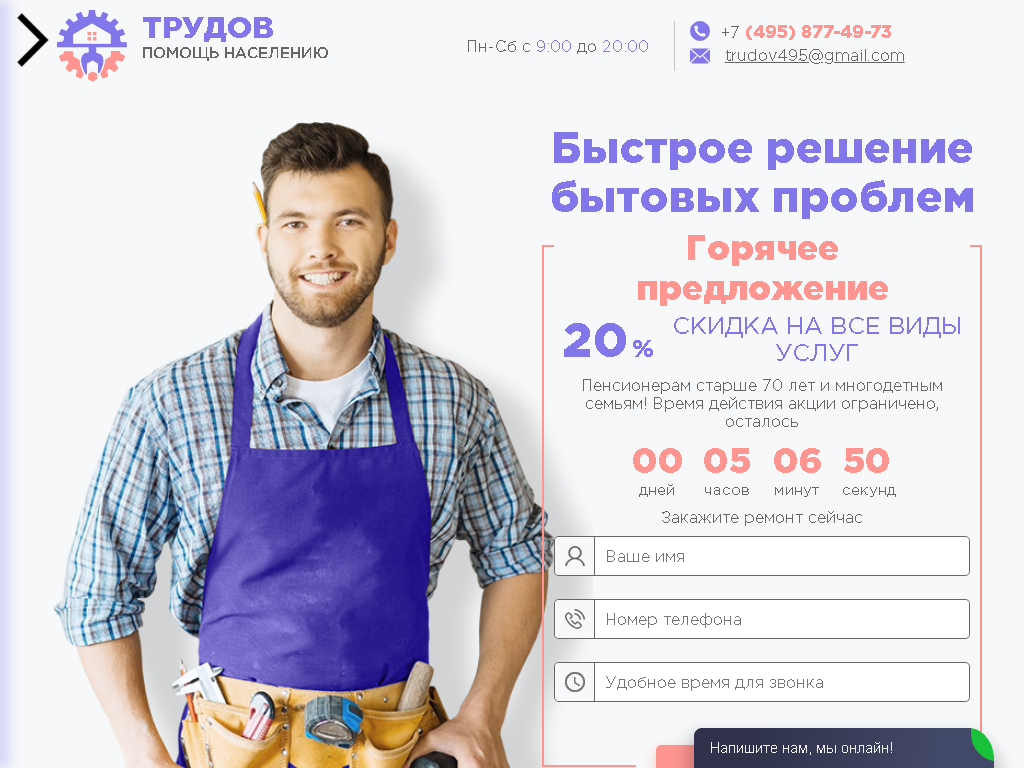 ТРУДОВ
ПОМОЩЬ НАСЕЛЕНИЮ
Пн-Сб с 9:00 до 20:00
+7 (495) 877-49-73
trudov495@gmail.com
Быстрое решение
бытовых проблем
Горячее
предложение
20 %
СКИДКА НА ВСЕ ВИДЫ
УСЛУГ
Пенсионерам старше 70 лет и многодетным
семьям! Время действия акции ограничено,
осталось
00 05 06 50
дней часов минут секунд
Закажите ремонт сейчас
Ваше имя
Номер телефона
Удобное время для звонка
Напишите нам, мы онлайн!